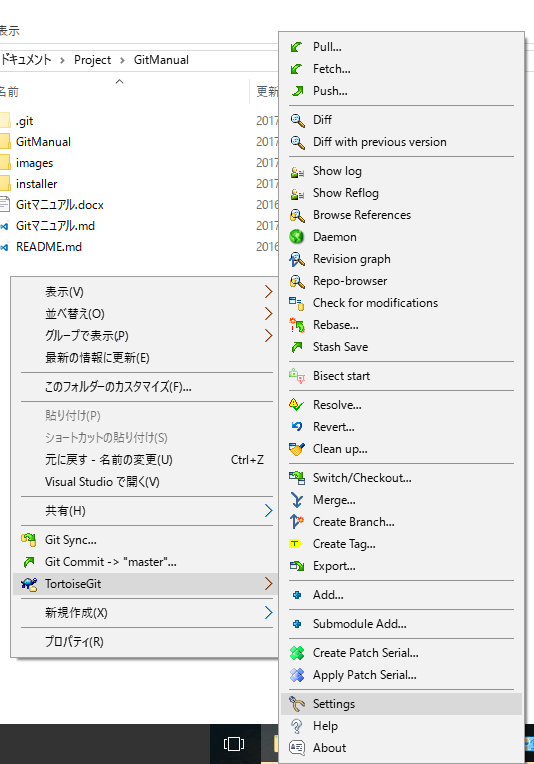 表示
ドキュメント > Project > GitManual
名前
更新
.git
2017
GitManual
2017
images
2017
installer
2017
Gitマニュアル.docx
2016
Gitマニュアル.md
2017
README.md
2016
表示(V)
並べ替え(O)
グループで表示(P)
最新の情報に更新(E)
このフォルダーのカスタマイズ(F)...
貼り付け(P)
ショートカットの貼り付け(S)
元に戻す - 名前の変更(U) Ctrl+Z
Visual Studio で開く(V)
共有(H)
Git Sync...
Git Commit -> "master"...
TortoiseGit
新規作成(X)
プロパティ(R)
Pull...
Fetch...
Push...
Diff
Diff with previous version
Show log
Show Reflog
Browse References
Daemon
Revision graph
Repo-browser
Check for modifications
Rebase...
Stash Save
Bisect start
Resolve...
Revert...
Clean up...
Switch/Checkout...
Merge...
Create Branch...
Create Tag...
Export...
Add...
Submodule Add...
Create Patch Serial...
Apply Patch Serial...
Settings
Help
About